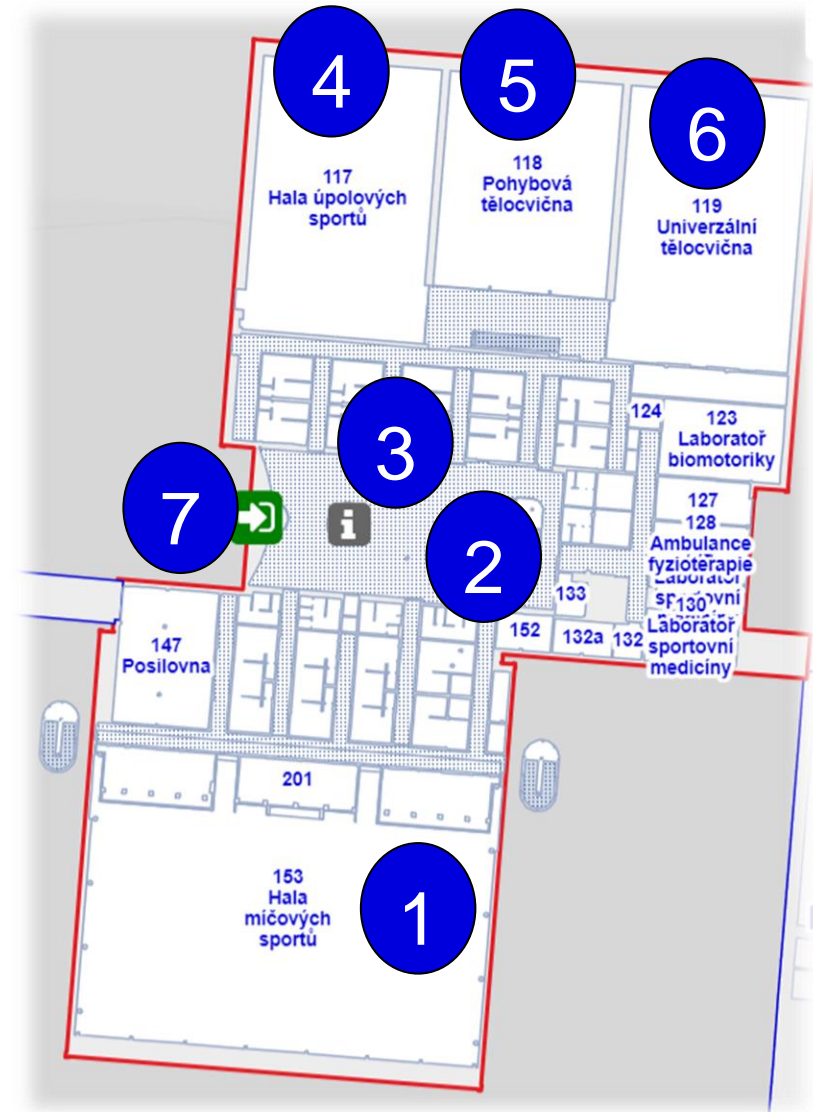 4
5
6
117
Hala úpolových
sportů
118
Pohybová
tělocvična
119
Univerzální
tělocvična
124
123
Laboratoř
biomotoriky
3
7
i
2
127
128
Ambulance
fyzioterapie
133
130
Laboratoř
sportovní
medicíny
152
132a
132
147
Posilovna
201
153
Hala
míčových
sportů
1